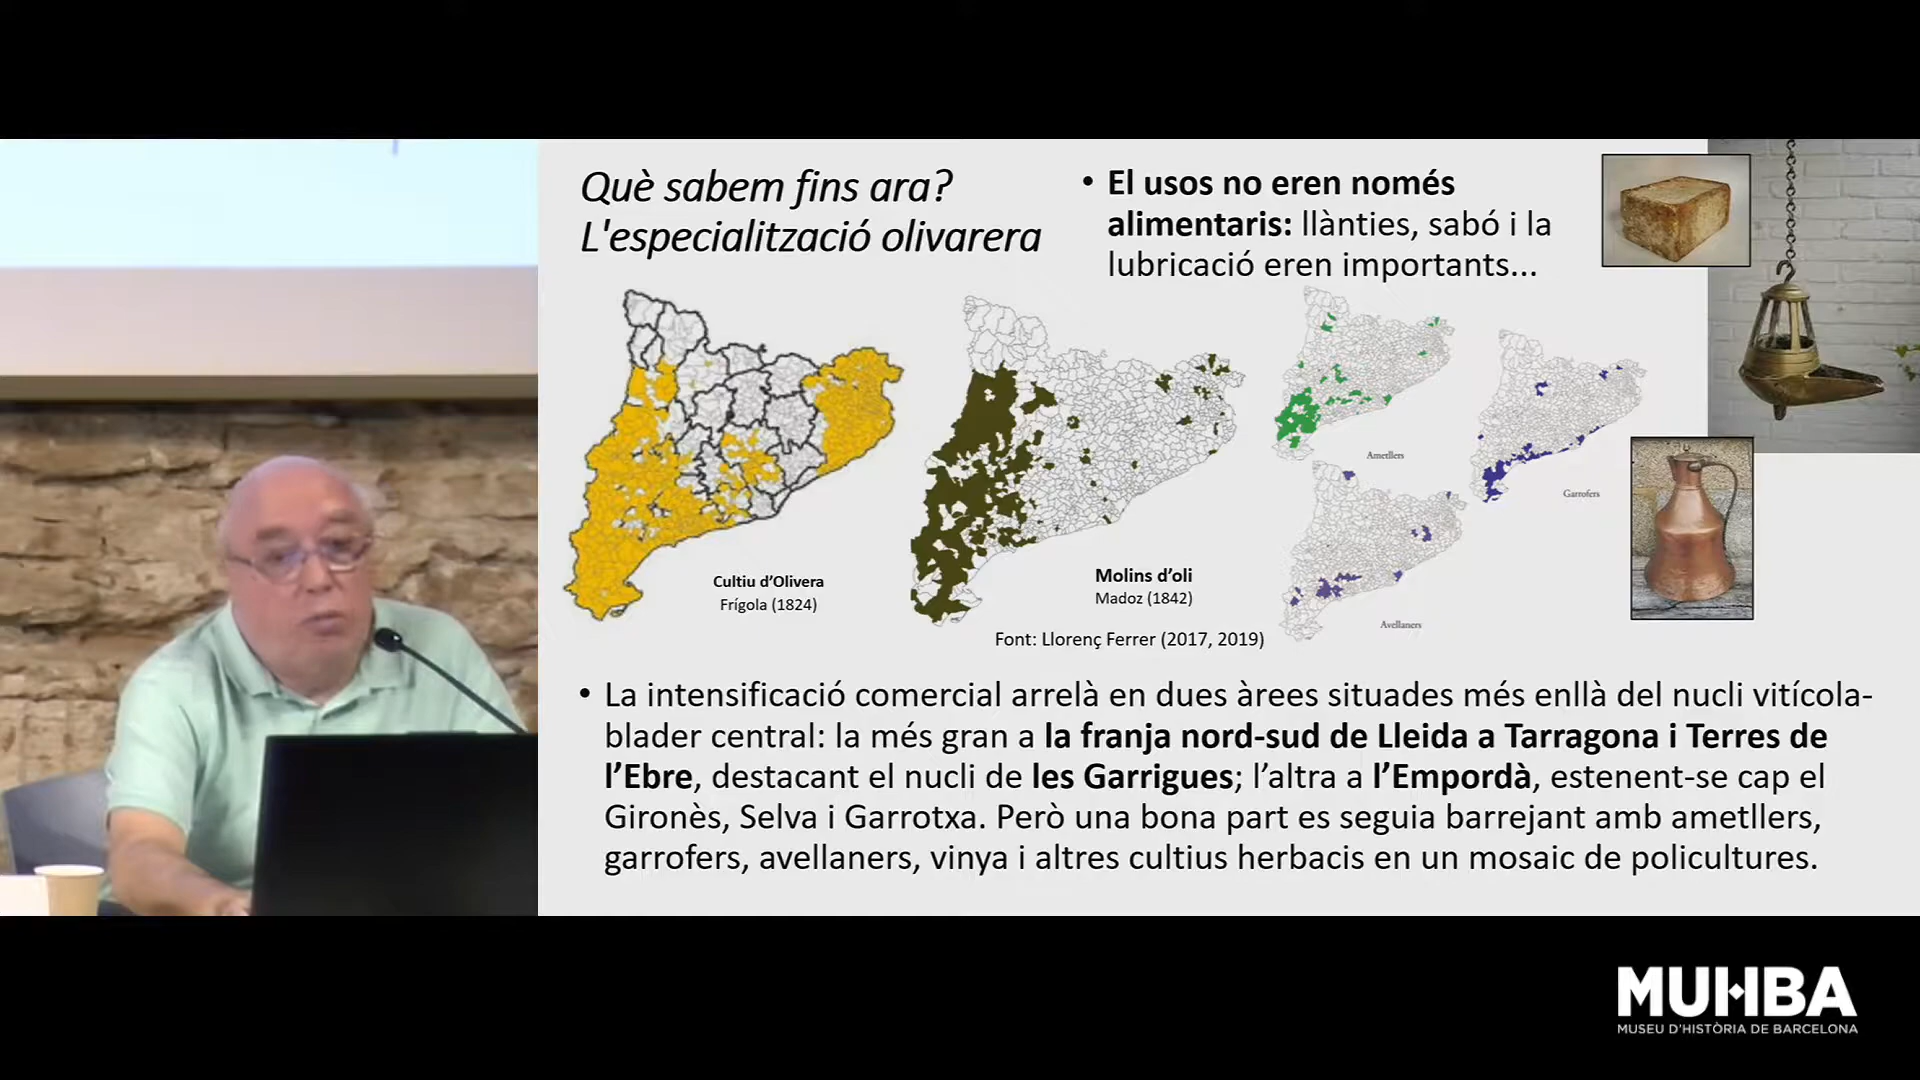 Què sabem fins ara?
L'especialització olivarera
• El usos no eren només
alimentaris: llànties, sabó i la
lubricació eren importants...
Cultiu d'Olivera
Frígola (1824)
Molins d'oli
Madoz (1842)
Ametllers
Garrofers
Avellaners
Font: Llorenç Ferrer (2017, 2019)
• La intensificació comercial arrelà en dues àrees situades més enllà del nucli vitícola-
blader central: la més gran a la franja nord-sud de Lleida a Tarragona i Terres de
l'Ebre, destacant el nucli de les Garrigues; l'altra a l'Empordà, estenent-se cap el
Gironès, Selva i Garrotxa. Però una bona part es seguia barrejant amb ametllers,
garrofers, avellaners, vinya i altres cultius herbacis en un mosaic de policultures.
MUHBA
MUSEU D'HISTÒRIA DE BARCELONA